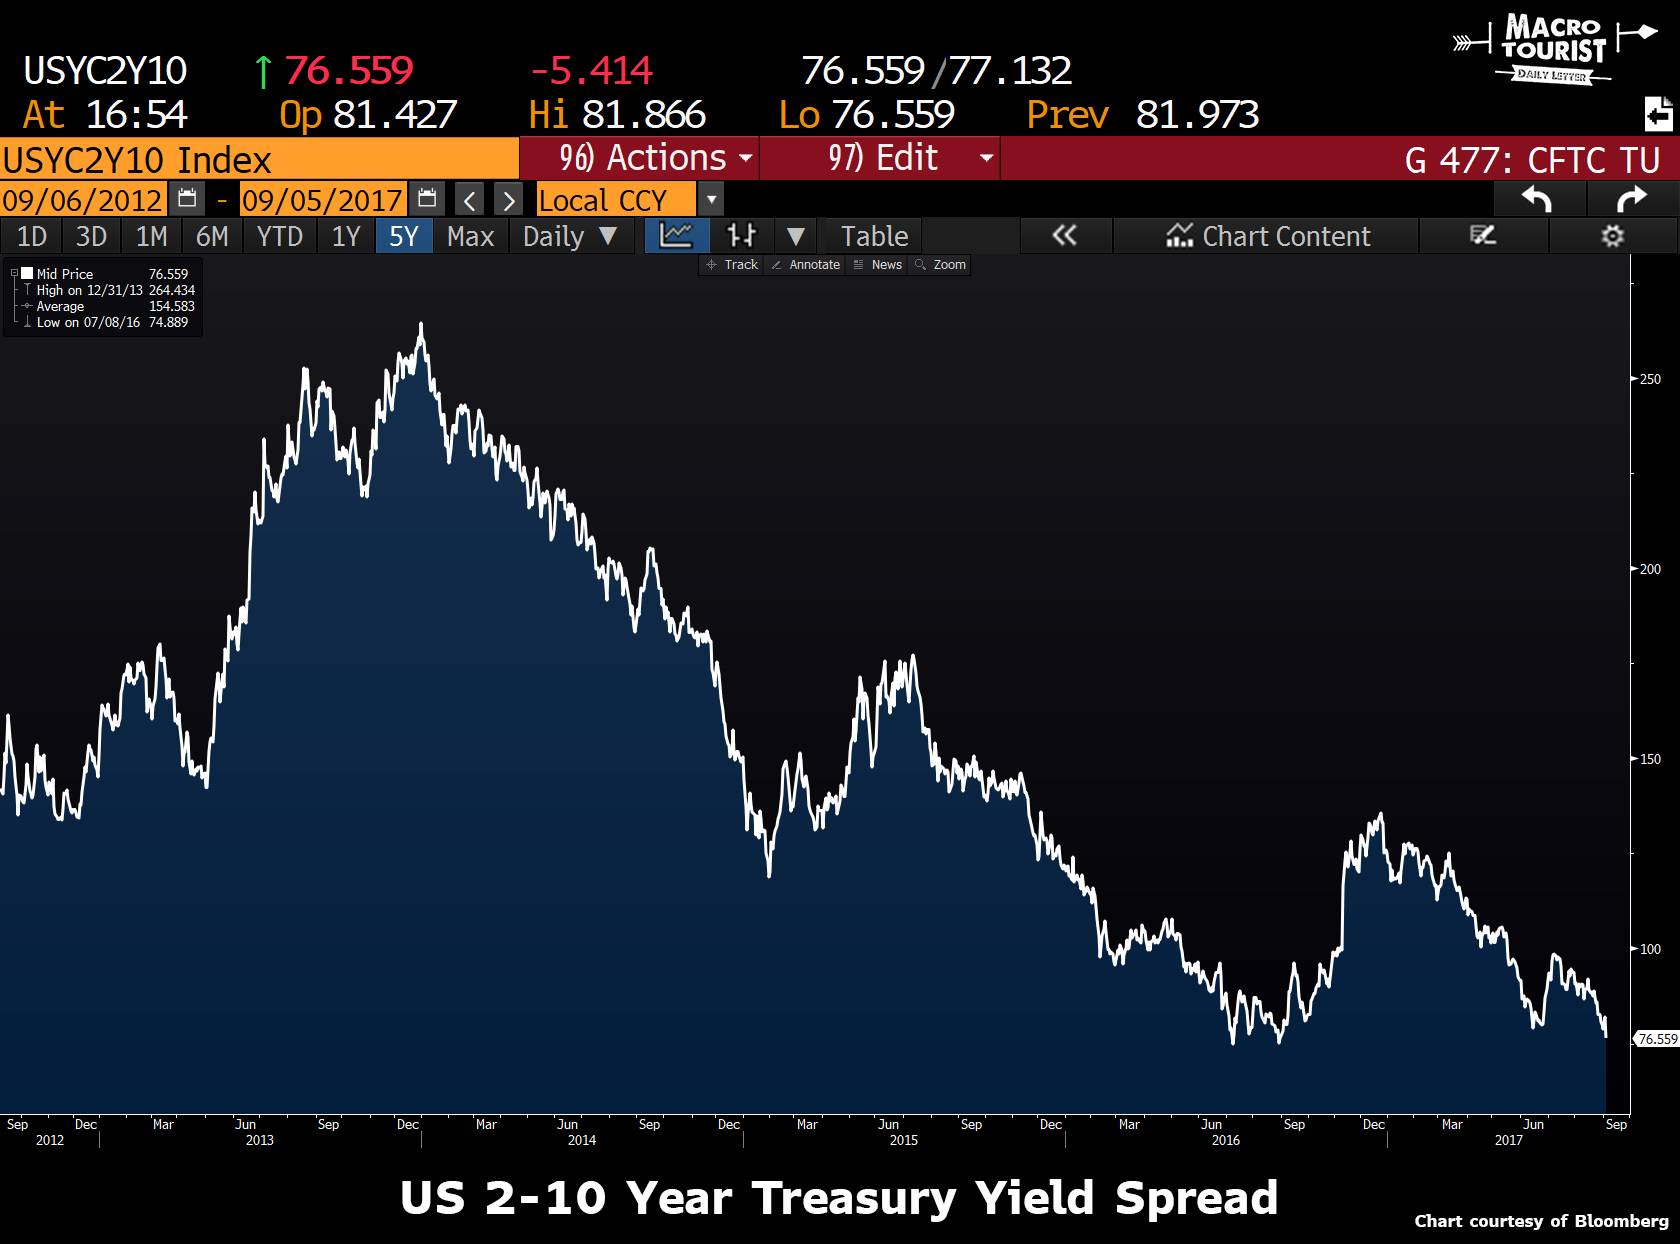 MACRO
TOURIST
DAILY LETTER
USYC2Y10 ↑ 76.559 -5.414 76.559/77.132
At 16:54 Op 81.427 Hi 81.866 Lo 76.559 Prev 81.973
USYC2Y10 Index 96) Actions 97) Edit G 477: CFTC TU
09/06/2012 - 09/05/2017 Local CCY
1D 3D 1M 6M YTD 1Y 5Y Max Daily ▼ Table Chart Content
Track Annotate News Zoom
Mid Price 76.559
High on 12/31/13 264.434
Average 154.583
Low on 07/08/16 74.889
250
200
150
100
76.559
Sep Dec Mar Jun Sep Dec Mar Jun Sep Dec Mar Jun Sep Dec Mar Jun Sep Dec Mar Jun Sep
2012 2013 2014 2015 2016 2017
US 2-10 Year Treasury Yield Spread
Chart courtesy of Bloomberg